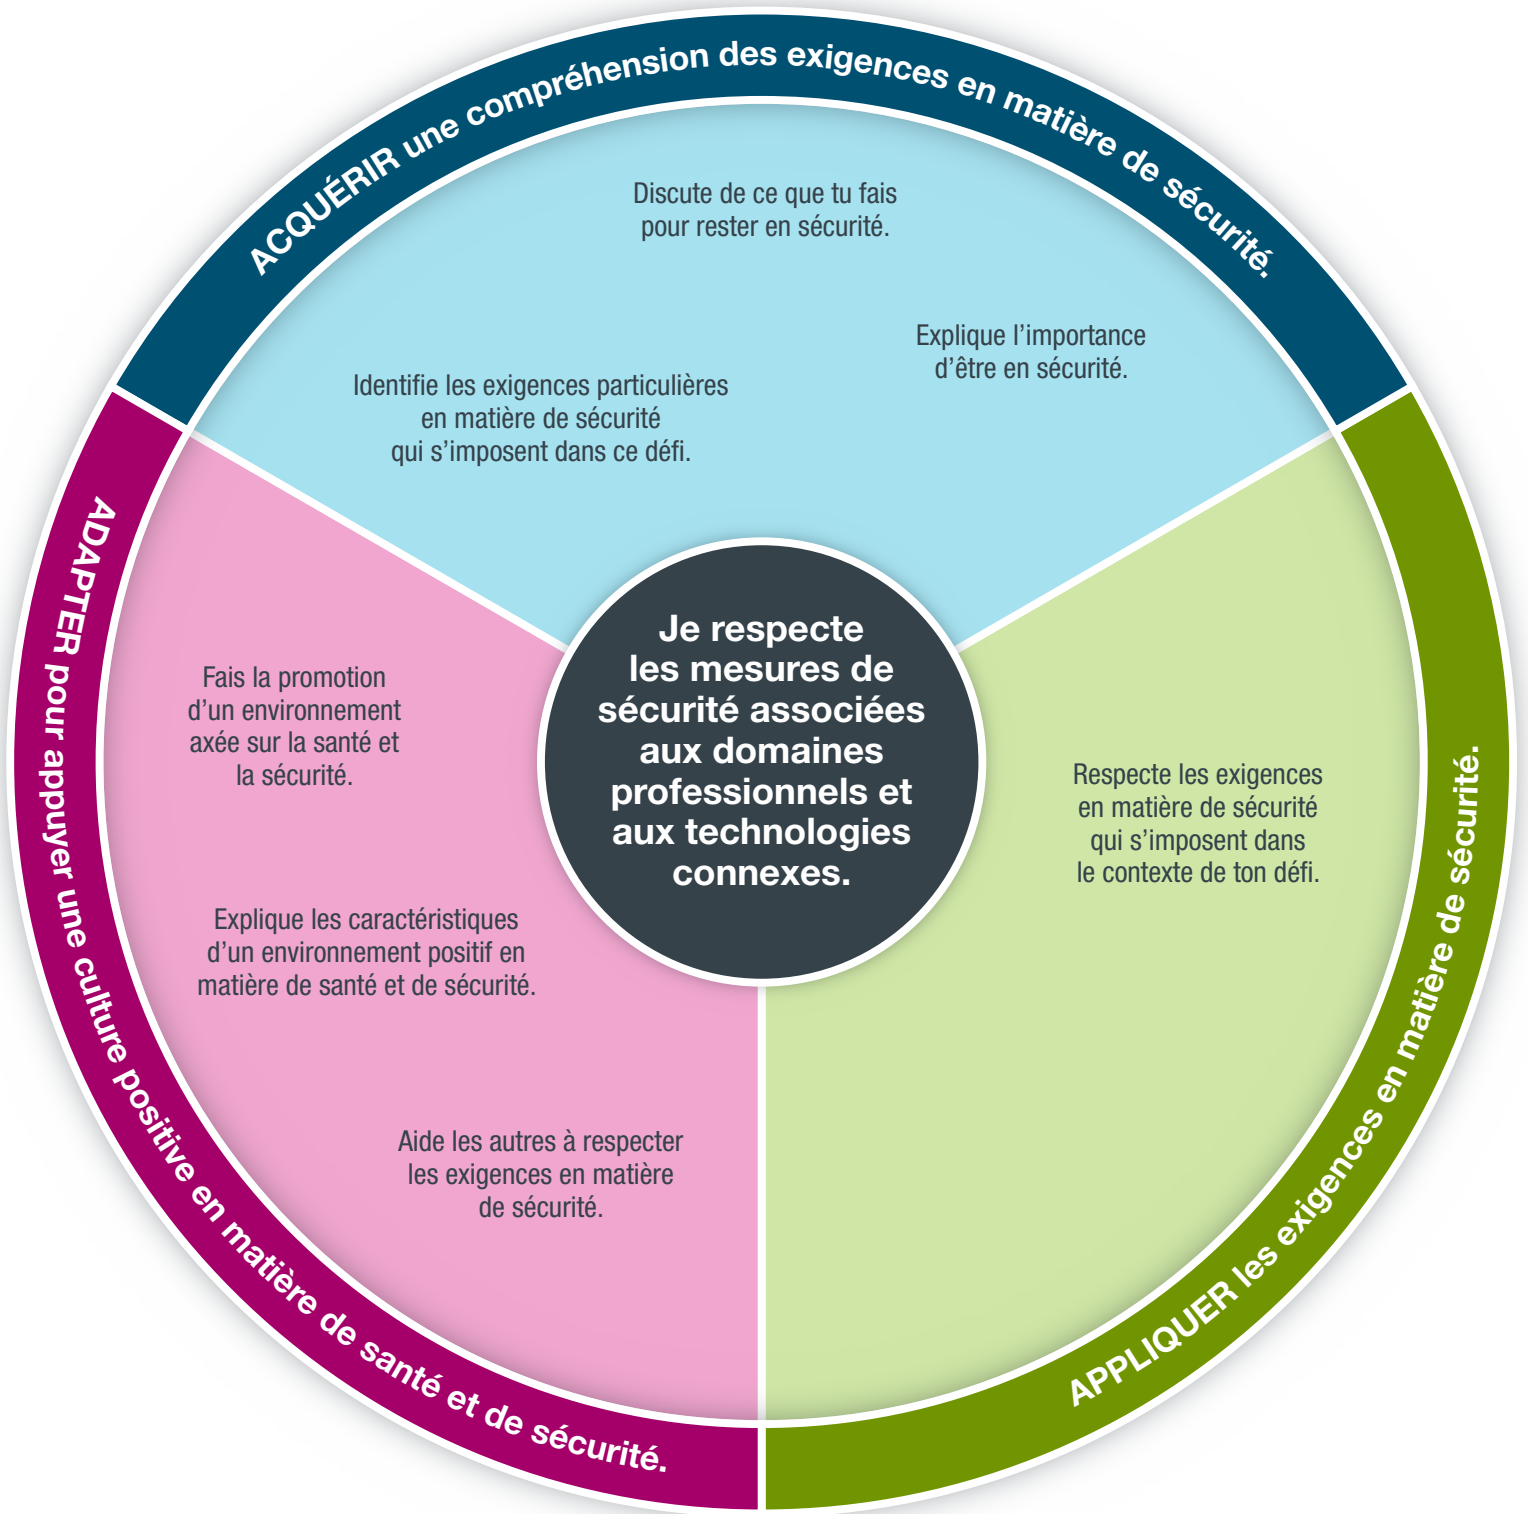 ACQUÉRIR une compréhension des exigences en matière de sécurité.
Discute de ce que tu fais
pour rester en sécurité.
Explique l’importance
d’être en sécurité.
Identifie les exigences particulières
en matière de sécurité
qui s’imposent dans ce défi.
Je respecte
les mesures de
sécurité associées
aux domaines
professionnels et
aux technologies
connexes.
APPLIQUER les exigences en matière de sécurité.
Respecte les exigences
en matière de sécurité
qui s’imposent dans
le contexte de ton défi.
ADAPTER pour appuyer une culture positive en matière de santé et de sécurité.
Fais la promotion
d’un environnement
axée sur la santé et
la sécurité.
Explique les caractéristiques
d’un environnement positif en
matière de santé et de sécurité.
Aide les autres à respecter
les exigences en matière
de sécurité.